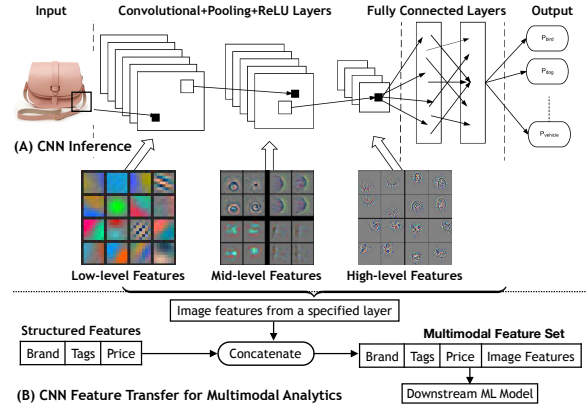 Input
Convolutional+Pooling+ReLU Layers
Fully Connected Layers
Output
Pbird
Pdog
Pvehicle
(A) CNN Inference
Low-level Features
Mid-level Features
High-level Features
Image features from a specified layer
Structured Features
Brand Tags Price
Concatenate
Multimodal Feature Set
Brand Tags Price Image Features
Downstream ML Model
(B) CNN Feature Transfer for Multimodal Analytics